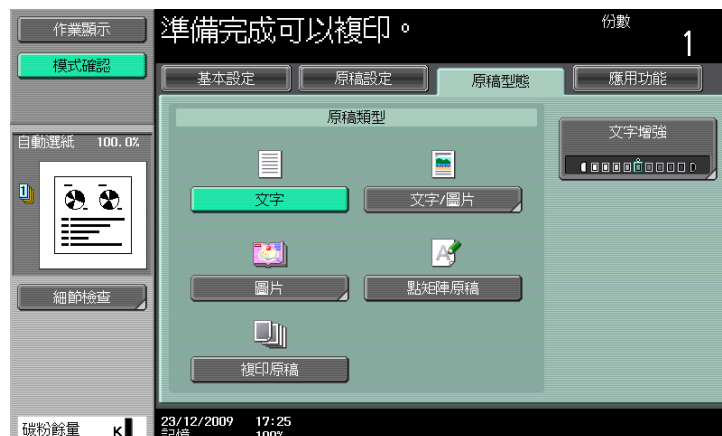 作業顯示
模式確認
準備完成可以複印。
份數
1
基本設定
原稿設定
原稿型態
應用功能
原稿類型
文字增強
自動選紙 100.0%
1
文字
文字/圖片
圖片
點矩陣原稿
複印原稿
細節檢查
碳粉餘量 K
23/12/2009 17:25
記憶 100%